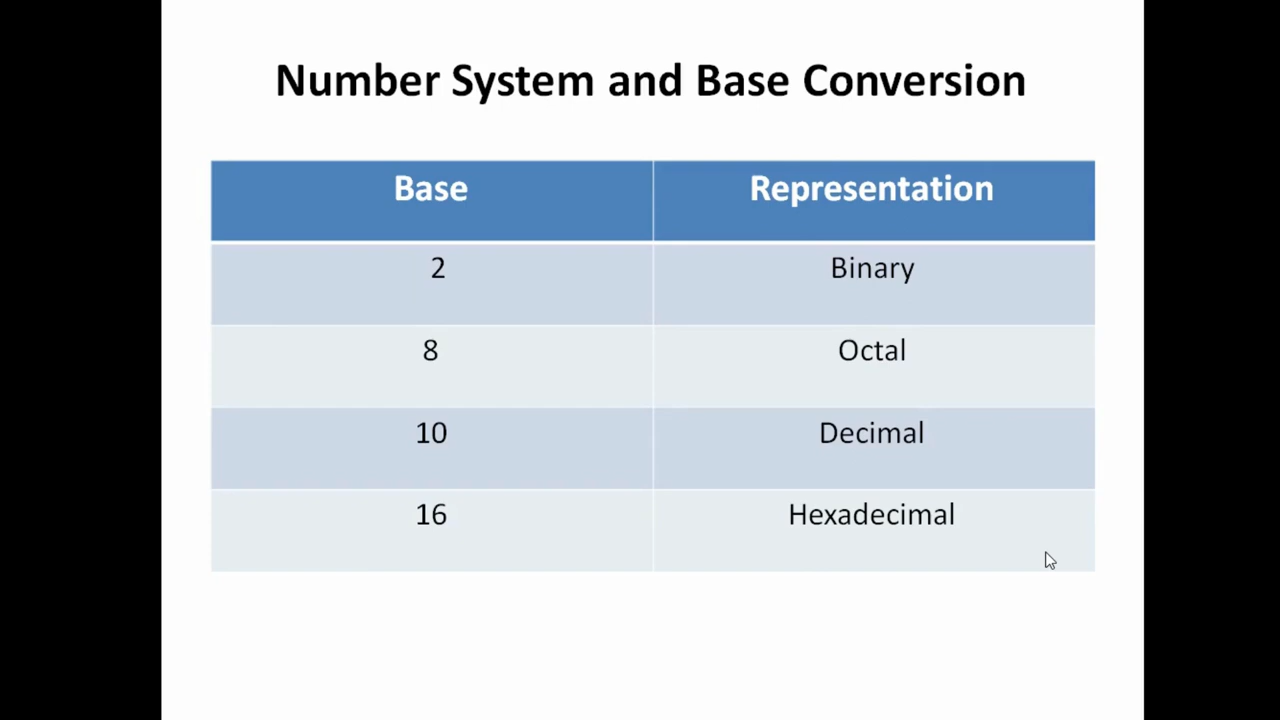 Number System and Base Conversion
Base Representation
2 Binary
8 Octal
10 Decimal
16 Hexadecimal